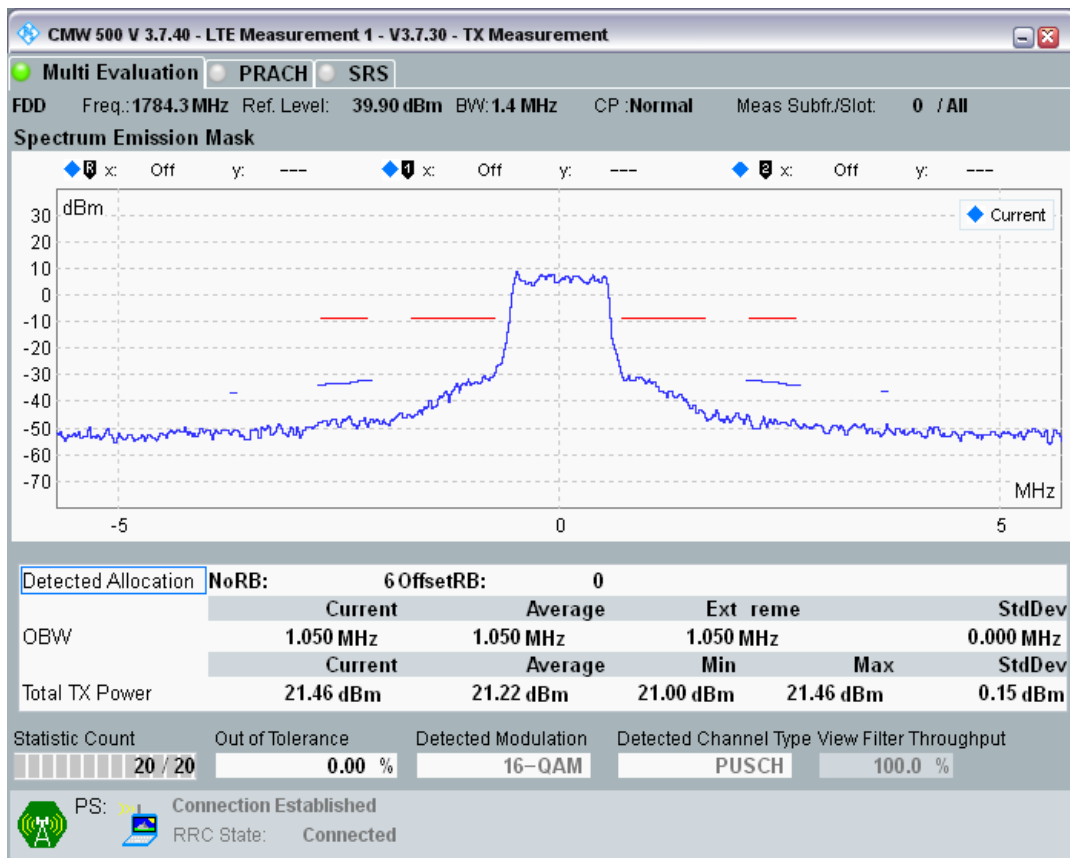 CMW 500 V 3.7.40 - LTE Measurement 1 - V3.7.30 - TX Measurement
Multi Evaluation PRACH SRS
FDD Freq.: 1784.3 MHz Ref. Level: 39.90 dBm BW: 1.4 MHz CP :Normal Meas Subfr./Slot: 0 / All
Spectrum Emission Mask
R x: Off y: --- 1 x: Off y: --- 2 x: Off y: ---
dBm
Current
30
20
10
0
-10
-20
-30
-40
-50
-60
-70
MHz
-5 0 5
Detected Allocation NoRB: 6 OffsetRB: 0
Current Average Ext reme StdDev
OBW 1.050 MHz 1.050 MHz 1.050 MHz 0.000 MHz
Current Average Min Max StdDev
Total TX Power 21.46 dBm 21.22 dBm 21.00 dBm 21.46 dBm 0.15 dBm
Statistic Count Out of Tolerance Detected Modulation Detected Channel Type View Filter Throughput
20 / 20 0.00 % 16-QAM PUSCH 100.0 %
PS: Connection Established
RRC State: Connected